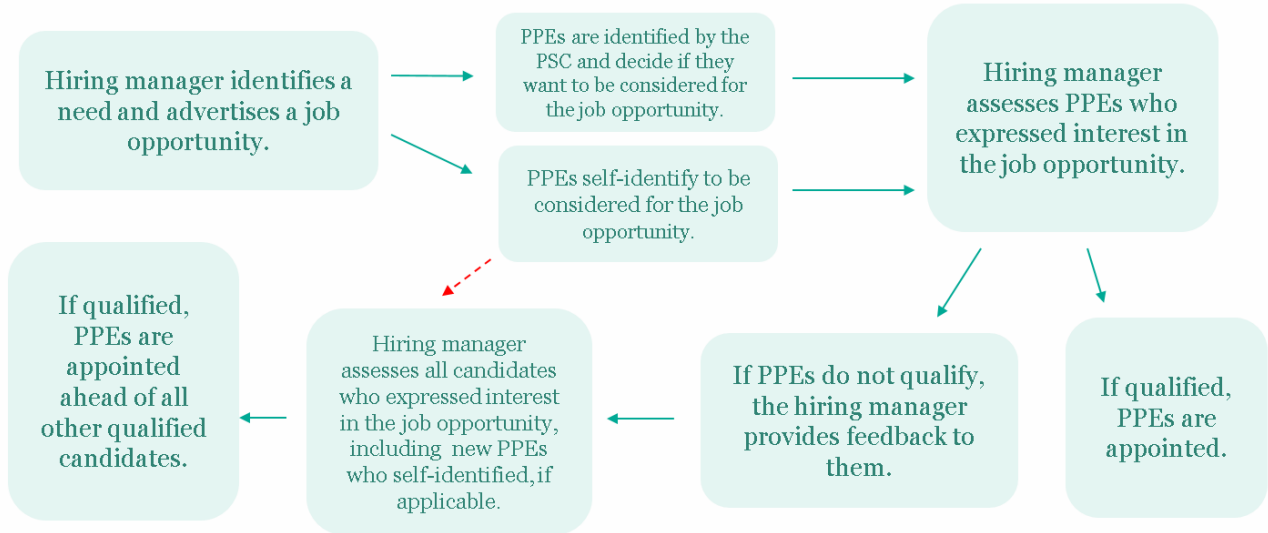 Hiring manager identifies a
need and advertises a job
opportunity.
PPEs are identified by the
PSC and decide if they
want to be considered for
the job opportunity.
PPEs self-identify to be
considered for the job
opportunity.
Hiring manager
assesses PPEs who
expressed interest in
the job opportunity.
If qualified,
PPEs are
appointed.
If PPEs do not qualify,
the hiring manager
provides feedback to
them.
Hiring manager
assesses all candidates
who expressed interest
in the job opportunity,
including new PPEs
who self-identified, if
applicable.
If qualified,
PPEs are
appointed
ahead of all
other qualified
candidates.